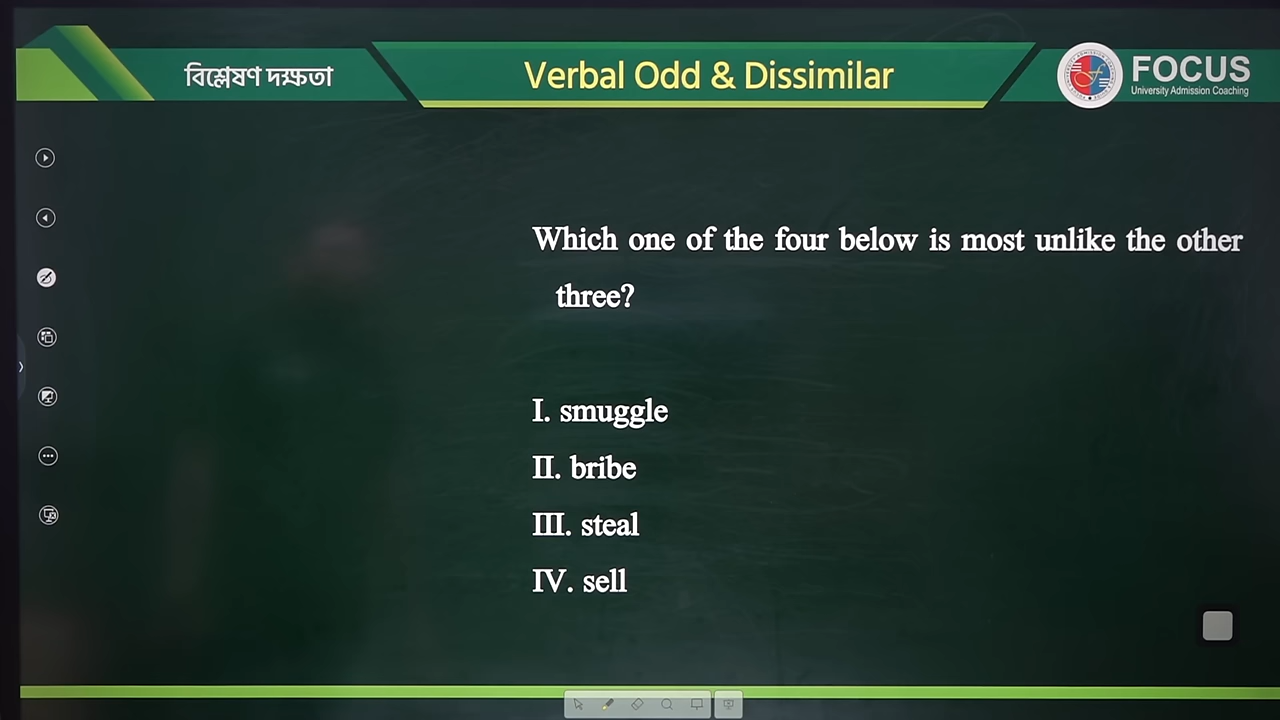 বিশ্লেষণ দক্ষতা
Verbal Odd & Dissimilar
FOCUS
University Admission Coaching
Which one of the four below is most unlike the other
three?
I. smuggle
II. bribe
III. steal
IV. sell